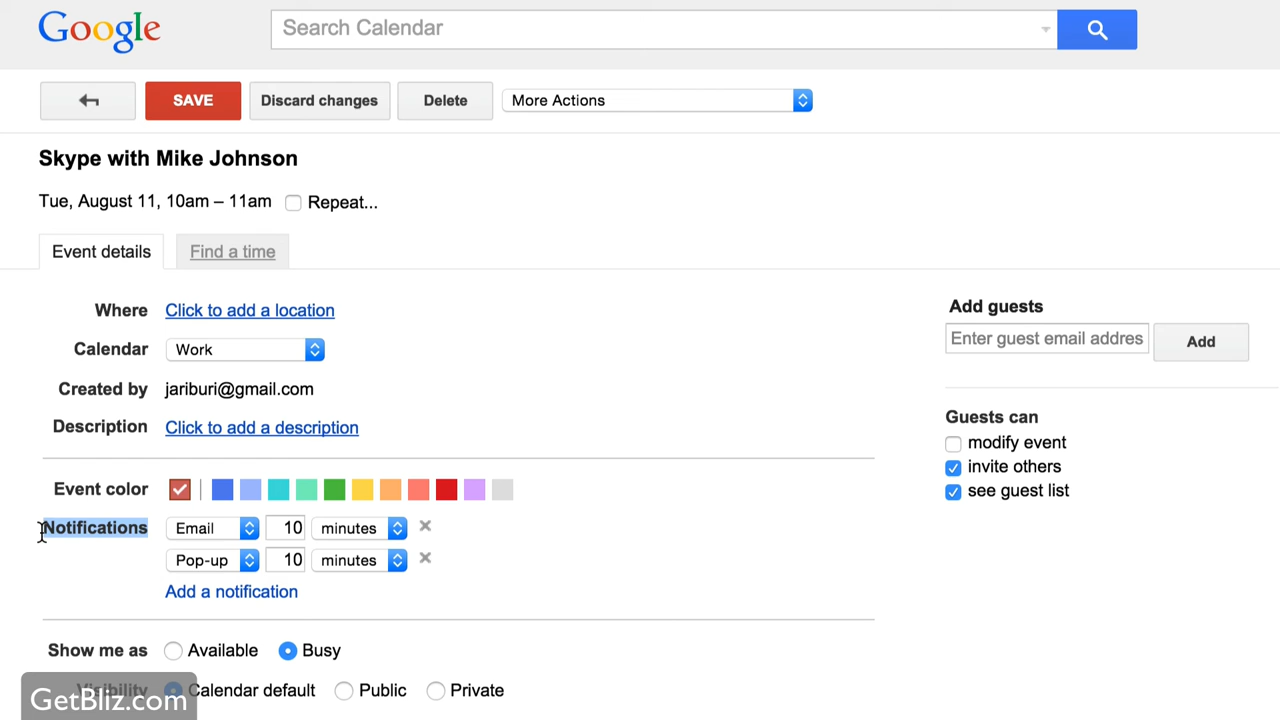 Google
Search Calendar
SAVE
Discard changes
Delete
More Actions
Skype with Mike Johnson
Tue, August 11, 10am – 11am
Repeat...
Event details
Find a time
Where
Click to add a location
Calendar
Work
Created by
jariburi@gmail.com
Description
Click to add a description
Event color
Notifications
Email
10
minutes
Pop-up
10
minutes
Add a notification
Show me as
Available
Busy
Visibility
Calendar default
Public
Private
Add guests
Enter guest email addres
Add
Guests can
modify event
invite others
see guest list
GetBliz.com